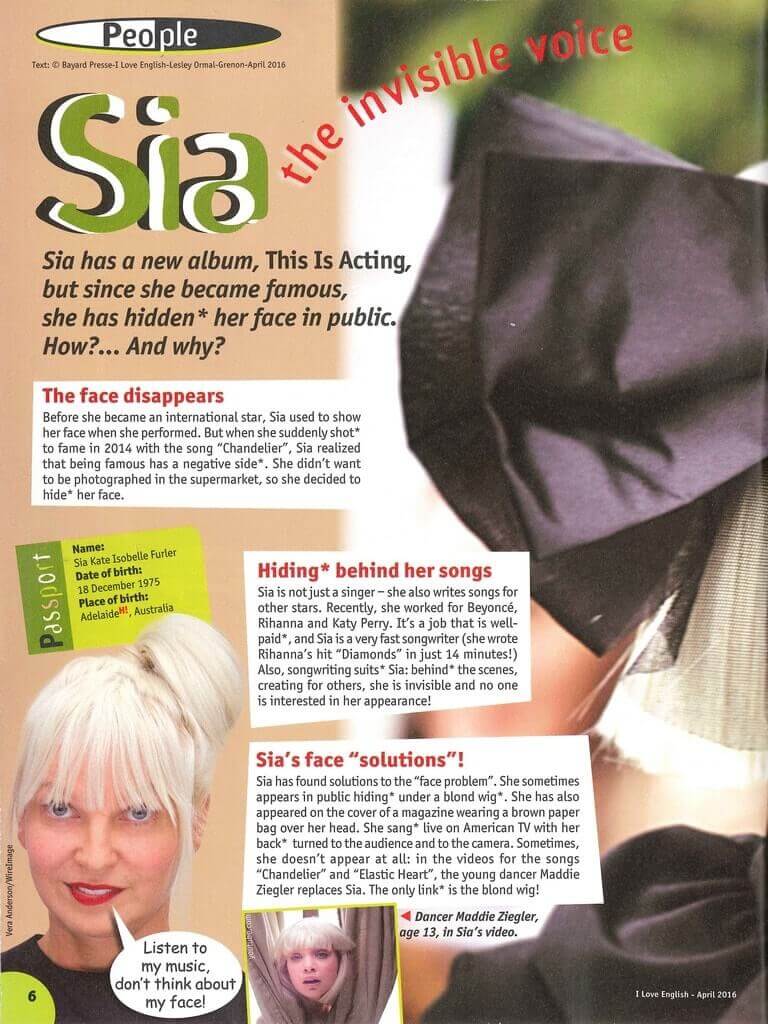 People
Text: © Bayard Presse-I Love English-Lesley Ormal-Grenon-April 2016
Sia
the invisible voice
Sia has a new album, This Is Acting,
but since she became famous,
she has hidden* her face in public.
How?... And why?
The face disappears
Before she became an international star, Sia used to show
her face when she performed. But when she suddenly shot*
to fame in 2014 with the song “Chandelier”, Sia realized
that being famous has a negative side*. She didn’t want
to be photographed in the supermarket, so she decided to
hide* her face.
Passport
Name:
Sia Kate Isobelle Furler
Date of birth:
18 December 1975
Place of birth:
AdelaideH!, Australia
Hiding* behind her songs
Sia is not just a singer – she also writes songs for
other stars. Recently, she worked for Beyoncé,
Rihanna and Katy Perry. It’s a job that is well-
paid*, and Sia is a very fast songwriter (she wrote
Rihanna’s hit “Diamonds” in just 14 minutes!)
Also, songwriting suits* Sia: behind* the scenes,
creating for others, she is invisible and no one
is interested in her appearance!
Sia’s face “solutions”!
Sia has found solutions to the “face problem”. She sometimes
appears in public hiding* under a blond wig*. She has also
appeared on the cover of a magazine wearing a brown paper
bag over her head. She sang* live on American TV with her
back* turned to the audience and to the camera. Sometimes,
she doesn’t appear at all: in the videos for the songs
“Chandelier” and “Elastic Heart”, the young dancer Maddie
Ziegler replaces Sia. The only link* is the blond wig!
youtube.com
Dancer Maddie Ziegler,
age 13, in Sia’s video.
Vera Anderson/WireImage
Listen to
my music,
don’t think about
my face!
6
I Love English - April 2016